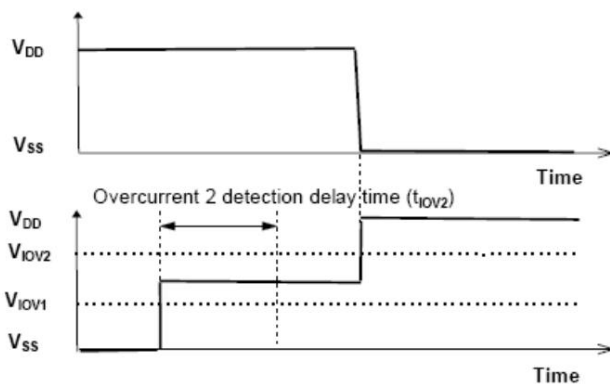 VDD
VSS
Time
Overcurrent 2 detection delay time (tIOV2)
VDD
VIOV2
VIOV1
VSS
Time